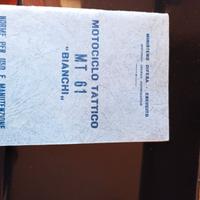 MINISTERO DIFESA ESERCITO
MOTOCICLO TATTICO
MT 61
"BIANCHI"
NORME PER USO E MANUTENZIONE